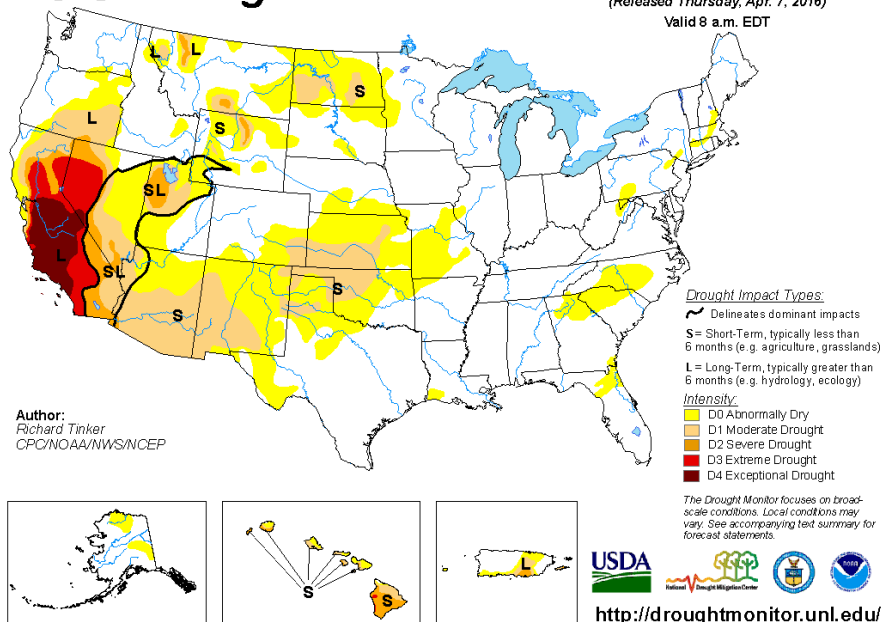 (Released Thursday, Apr. 7, 2016)
Valid 8 a.m. EDT
L
L
S
L
S
SL
L
SL
S
S
Drought Impact Types:
Delineates dominant impacts
S = Short-Term, typically less than
6 months (e.g. agriculture, grasslands)
L = Long-Term, typically greater than
6 months (e.g. hydrology, ecology)
Intensity:
D0 Abnormally Dry
D1 Moderate Drought
D2 Severe Drought
D3 Extreme Drought
D4 Exceptional Drought
Author:
Richard Tinker
CPC/NOAA/NWS/NCEP
The Drought Monitor focuses on broad-
scale conditions. Local conditions may
vary. See accompanying text summary for
forecast statements.
S
S
L
USDA
National Drought Mitigation Center
NOAA
http://droughtmonitor.unl.edu/